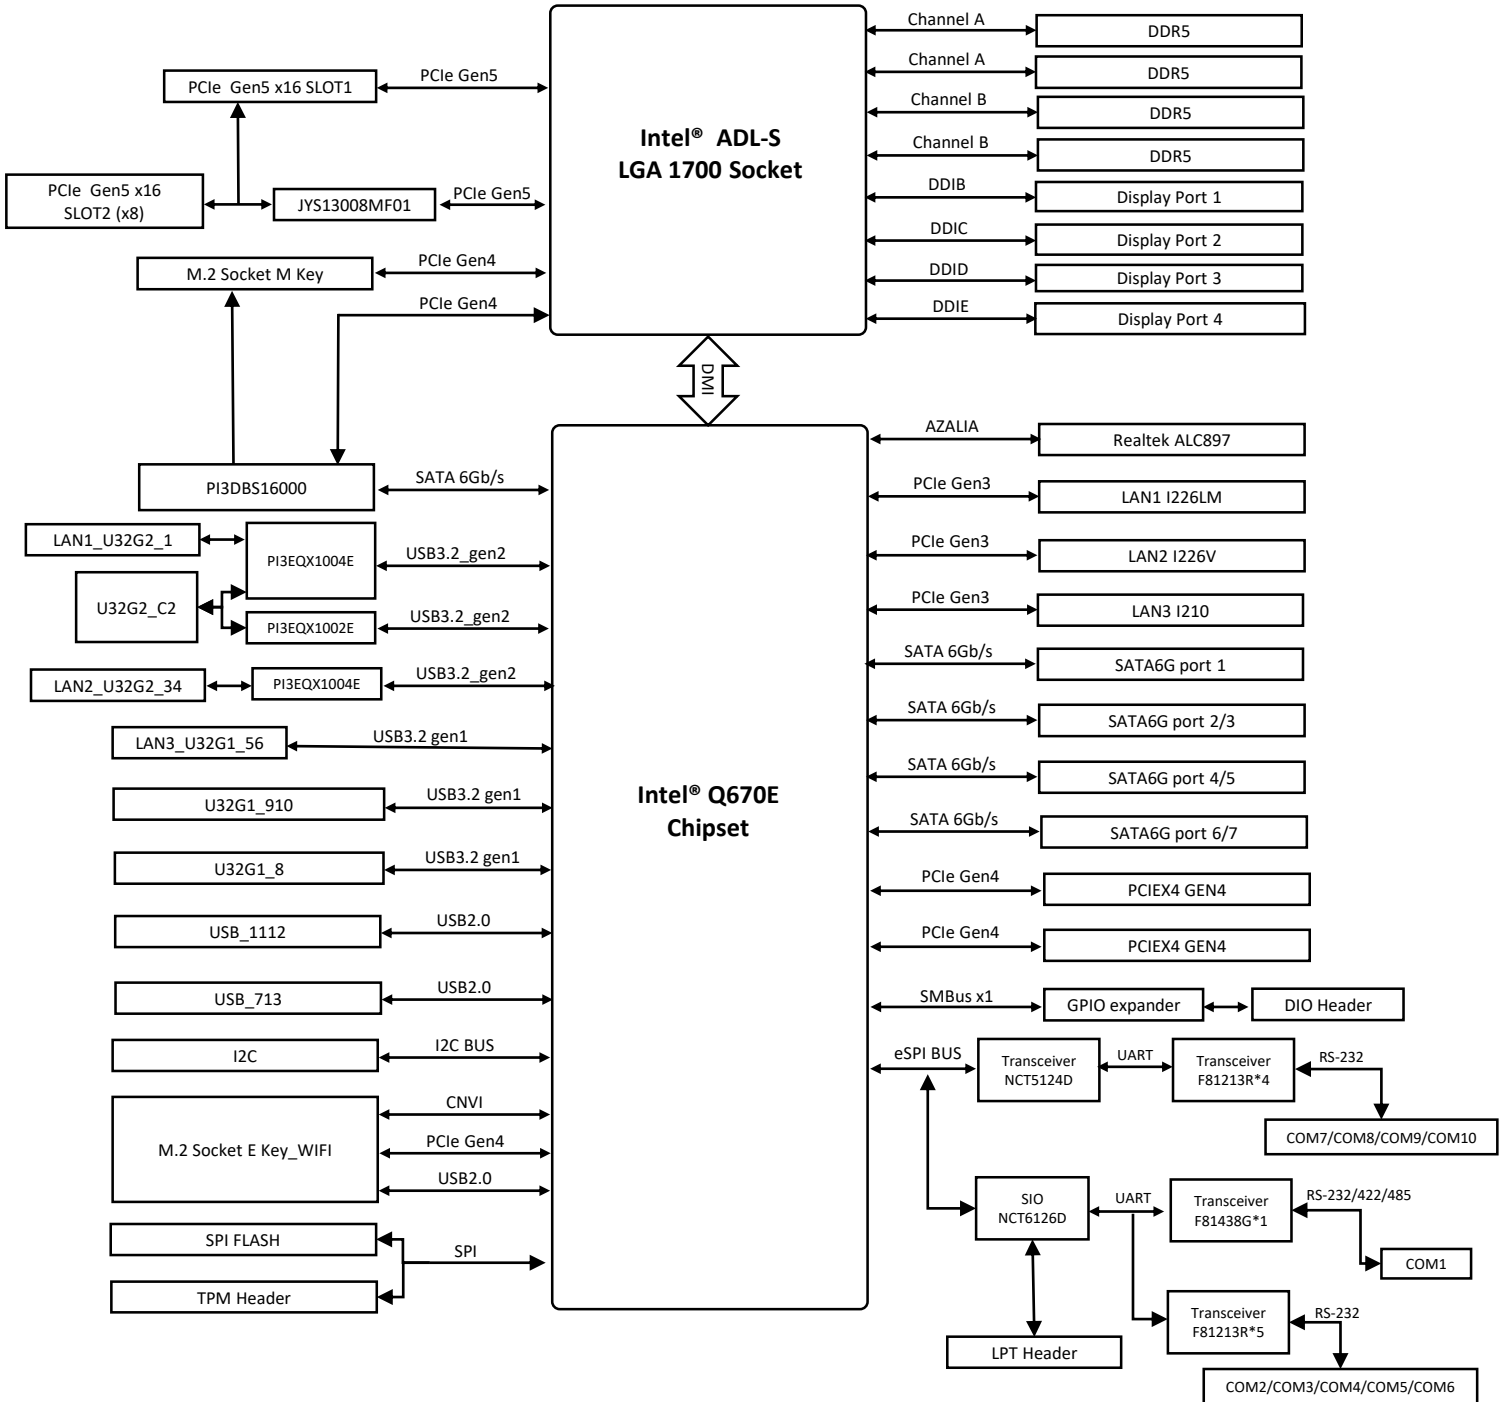 Channel A
DDR5
Channel A
DDR5
Channel B
DDR5
Channel B
DDR5
DDIB
Display Port 1
DDIC
Display Port 2
DDID
Display Port 3
DDIE
Display Port 4
Intel® ADL-S
LGA 1700 Socket
PCIe Gen5 x16 SLOT1
PCIe Gen5
PCIe Gen5 x16
SLOT2 (x8)
JYS13008MF01
PCIe Gen5
M.2 Socket M Key
PCIe Gen4
PCIe Gen4
DMI
PI3DBS16000
SATA 6Gb/s
LAN1_U32G2_1
PI3EQX1004E
USB3.2_gen2
U32G2_C2
PI3EQX1002E
USB3.2_gen2
LAN2_U32G2_34
PI3EQX1004E
USB3.2_gen2
LAN3_U32G1_56
USB3.2 gen1
U32G1_910
USB3.2 gen1
U32G1_8
USB3.2 gen1
USB_1112
USB2.0
USB_713
USB2.0
I2C
I2C BUS
M.2 Socket E Key_WIFI
CNVI
PCIe Gen4
USB2.0
SPI FLASH
SPI
TPM Header
Intel® Q670E
Chipset
AZALIA
Realtek ALC897
PCIe Gen3
LAN1 I226LM
PCIe Gen3
LAN2 I226V
PCIe Gen3
LAN3 I210
SATA 6Gb/s
SATA6G port 1
SATA 6Gb/s
SATA6G port 2/3
SATA 6Gb/s
SATA6G port 4/5
SATA 6Gb/s
SATA6G port 6/7
PCIe Gen4
PCIEX4 GEN4
PCIe Gen4
PCIEX4 GEN4
SMBus x1
GPIO expander
DIO Header
eSPI BUS
Transceiver
NCT5124D
UART
Transceiver
F81213R*4
RS-232
COM7/COM8/COM9/COM10
SIO
NCT6126D
UART
Transceiver
F81438G*1
RS-232/422/485
COM1
Transceiver
F81213R*5
RS-232
LPT Header
COM2/COM3/COM4/COM5/COM6